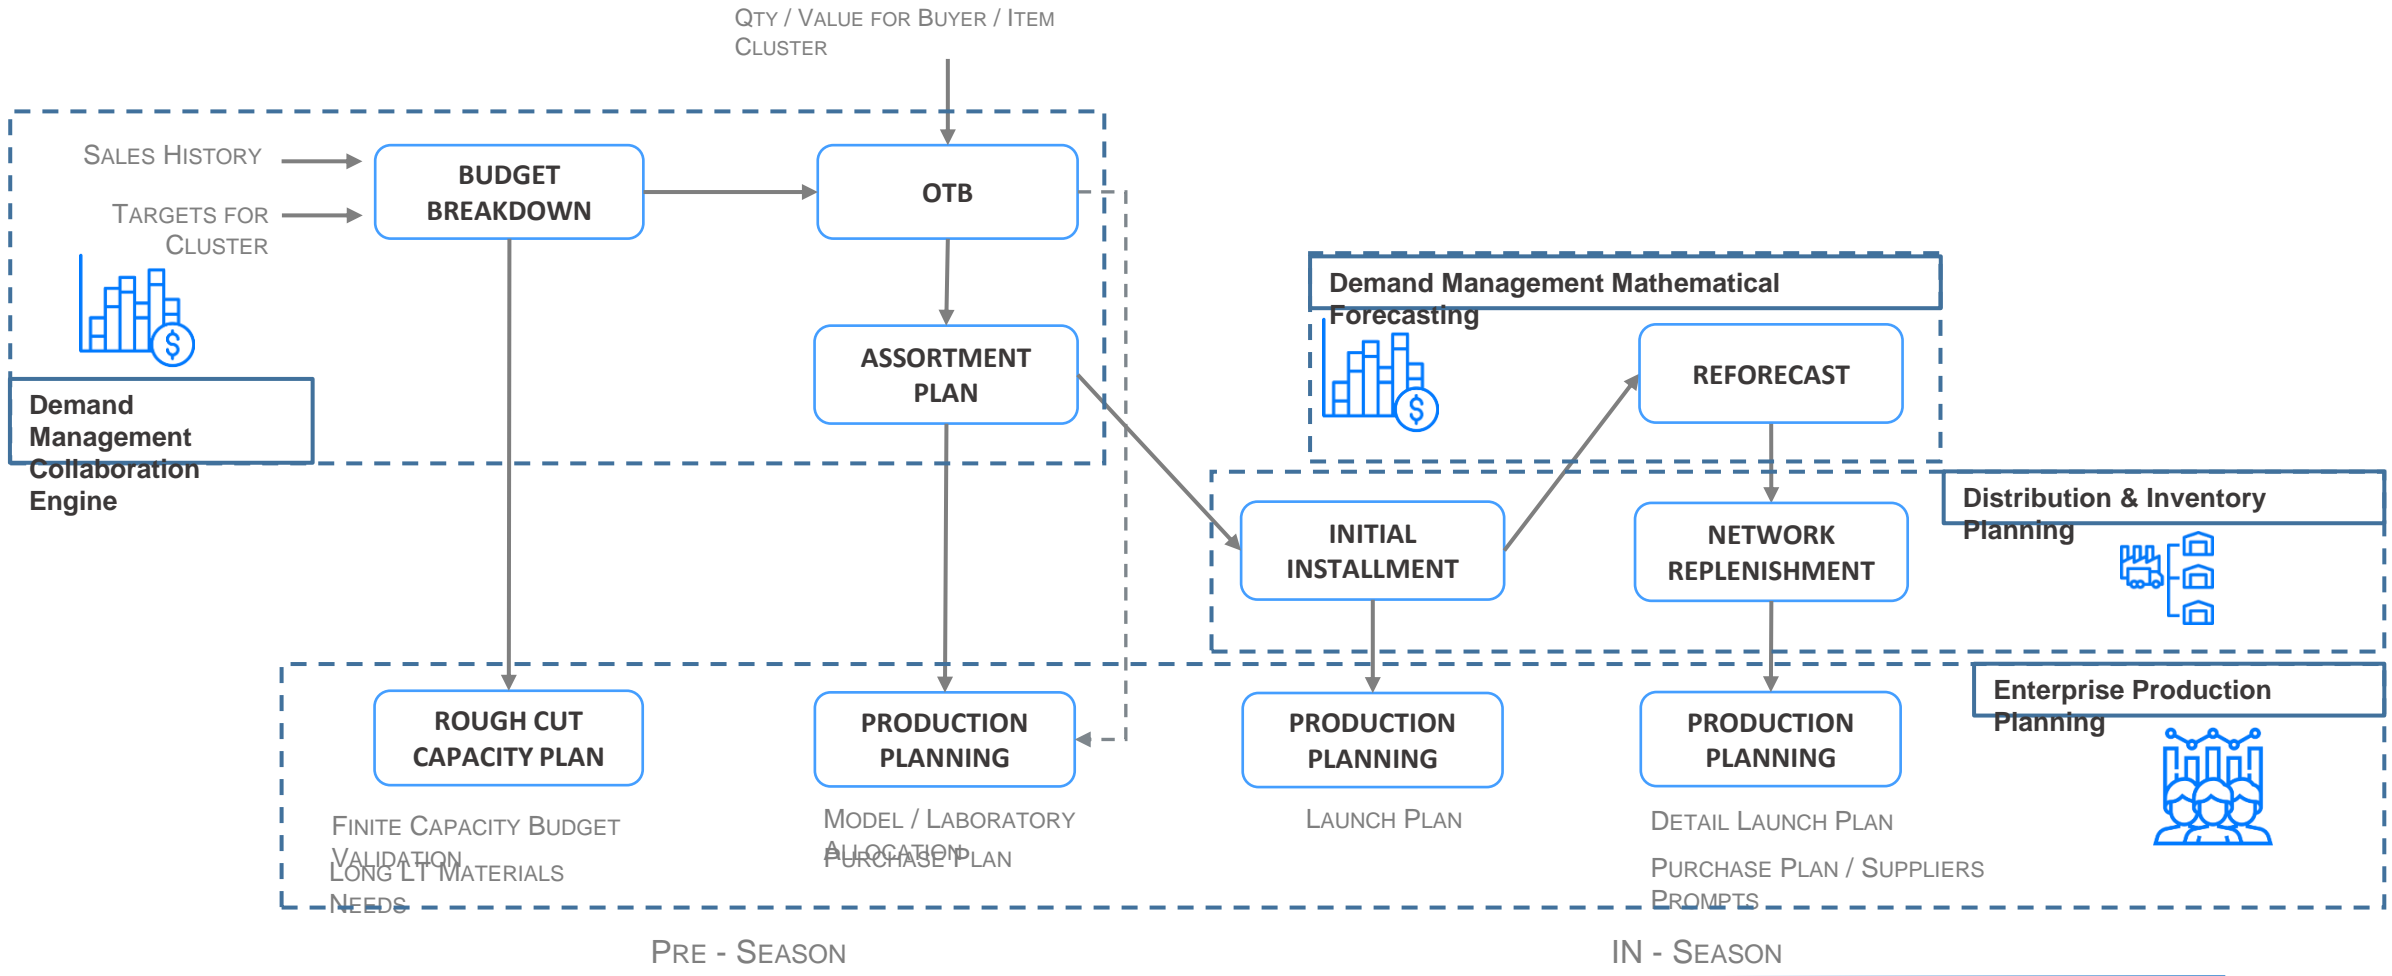 Qty / Value for Buyer / Item
Cluster
Sales History
Targets for
Cluster
BUDGET
BREAKDOWN
OTB
ASSORTMENT
PLAN
Demand
Management
Collaboration
Engine
Demand Management Mathematical
Forecasting
REFORECAST
Distribution & Inventory
Planning
INITIAL
INSTALLMENT
NETWORK
REPLENISHMENT
Enterprise Production
Planning
ROUGH CUT
CAPACITY PLAN
PRODUCTION
PLANNING
PRODUCTION
PLANNING
PRODUCTION
PLANNING
Finite Capacity Budget
Validation
Long LT Materials
Needs
Model / Laboratory
Allocation
Purchase Plan
Launch Plan
Detail Launch Plan
Purchase Plan / Suppliers
Prompts
Pre - Season
IN - Season